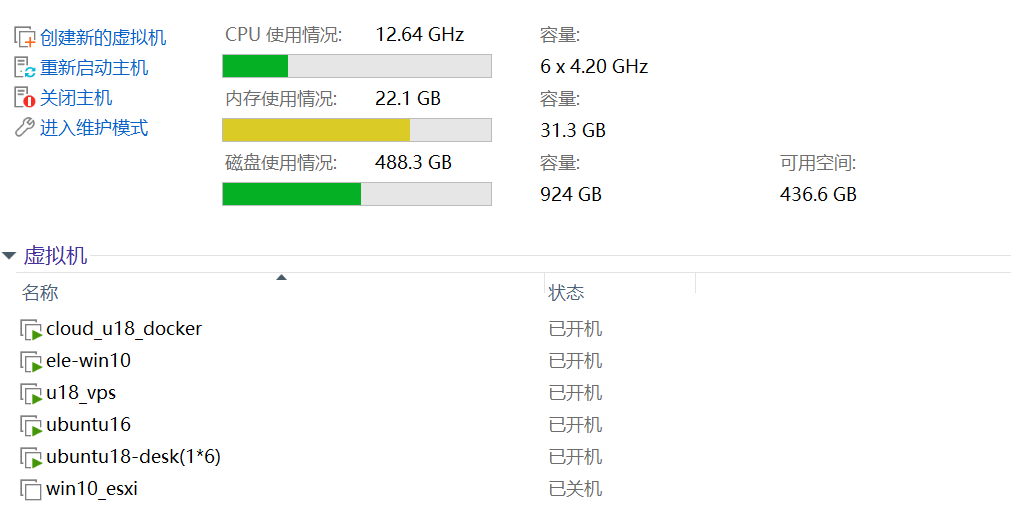 创建新的虚拟机
重新启动主机
关闭主机
进入维护模式
CPU 使用情况: 12.64 GHz 容量:
6 x 4.20 GHz
内存使用情况: 22.1 GB 容量:
31.3 GB
磁盘使用情况: 488.3 GB 容量: 可用空间:
924 GB 436.6 GB
虚拟机
名称 状态
cloud_u18_docker 已开机
ele-win10 已开机
u18_vps 已开机
ubuntu16 已开机
ubuntu18-desk(1*6) 已开机
win10_esxi 已关机